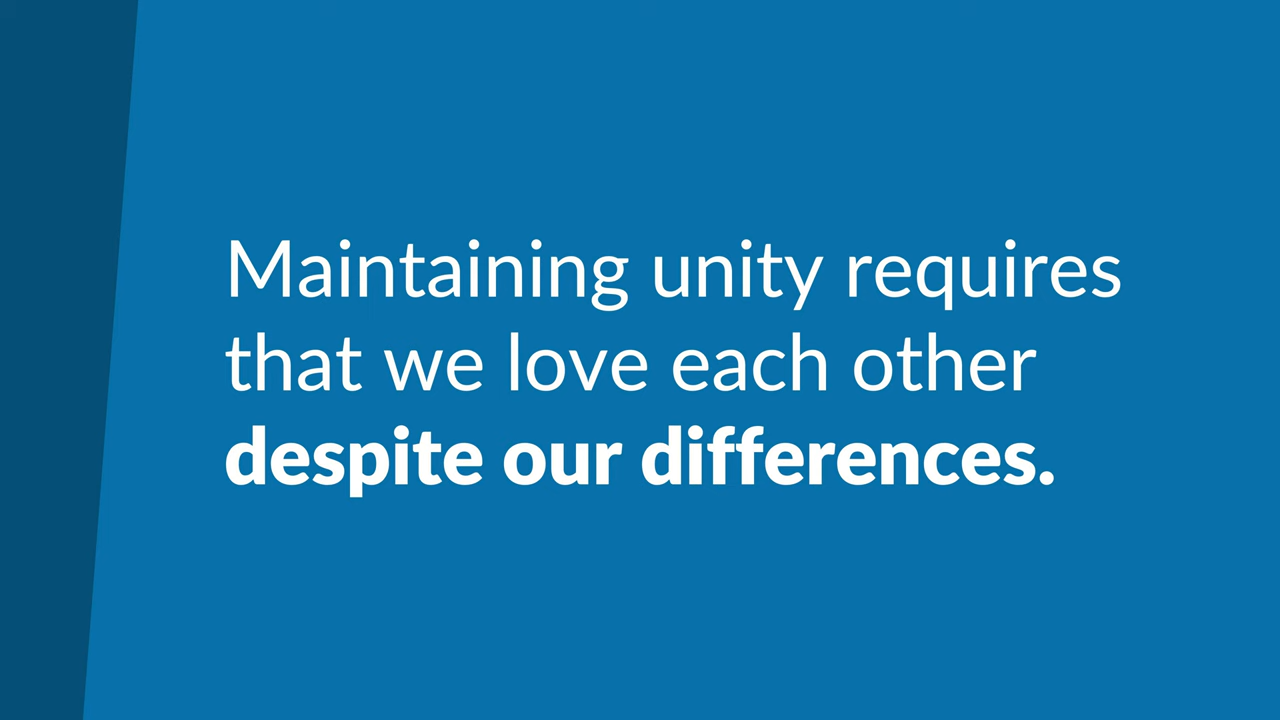 Maintaining unity requires
that we love each other
despite our differences.